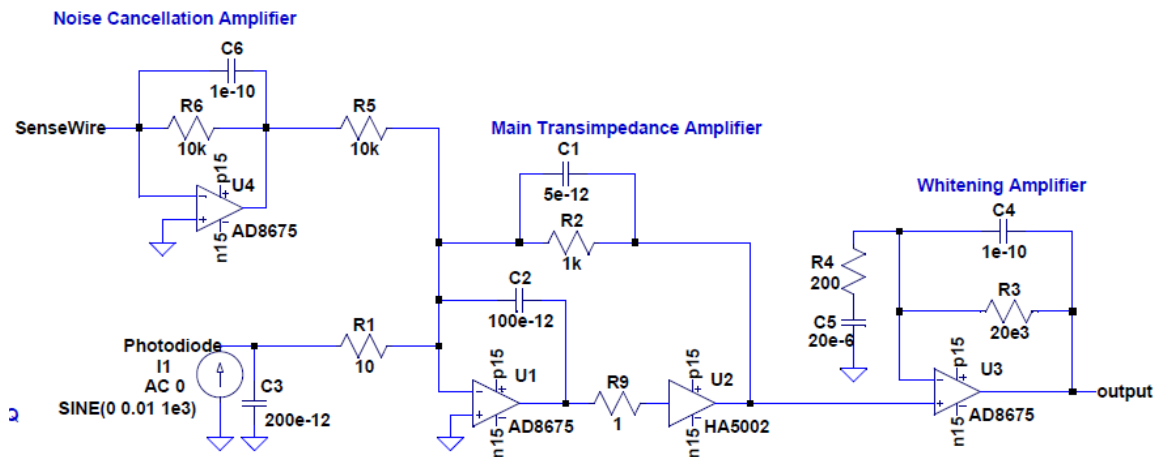 Noise Cancellation Amplifier
C6
1e-10
R6
10k
SenseWire
R5
10k
p15
U4
AD8675
n15
Main Transimpedance Amplifier
C1
5e-12
R2
1k
C2
100e-12
Photodiode
I1
AC 0
SINE(0 0.01 1e3)
C3
200e-12
R1
10
p15
U1
AD8675
n15
R9
1
p15
U2
HA5002
n15
Whitening Amplifier
C4
1e-10
R4
200
R3
20e3
C5
20e-6
p15
U3
AD8675
n15
output